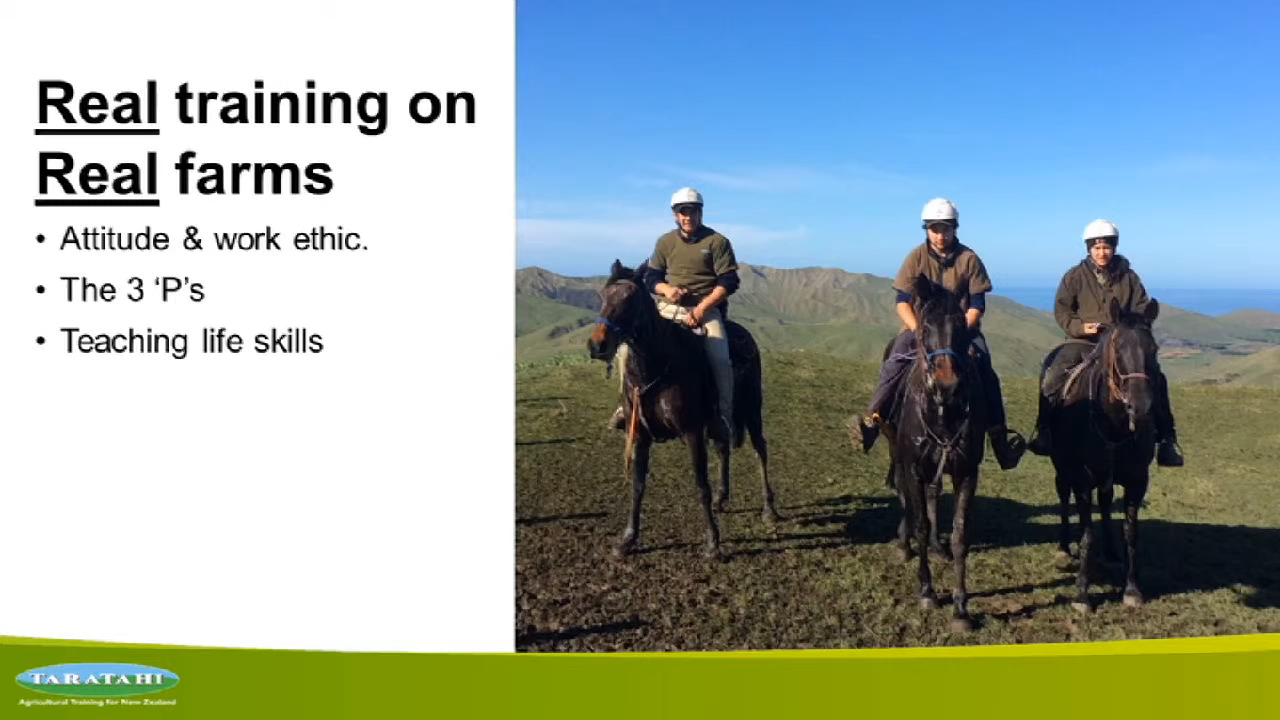 Real training on
Real farms
• Attitude & work ethic.
• The 3 ‘P’s
• Teaching life skills
TARATAHI
Agricultural Training for New Zealand